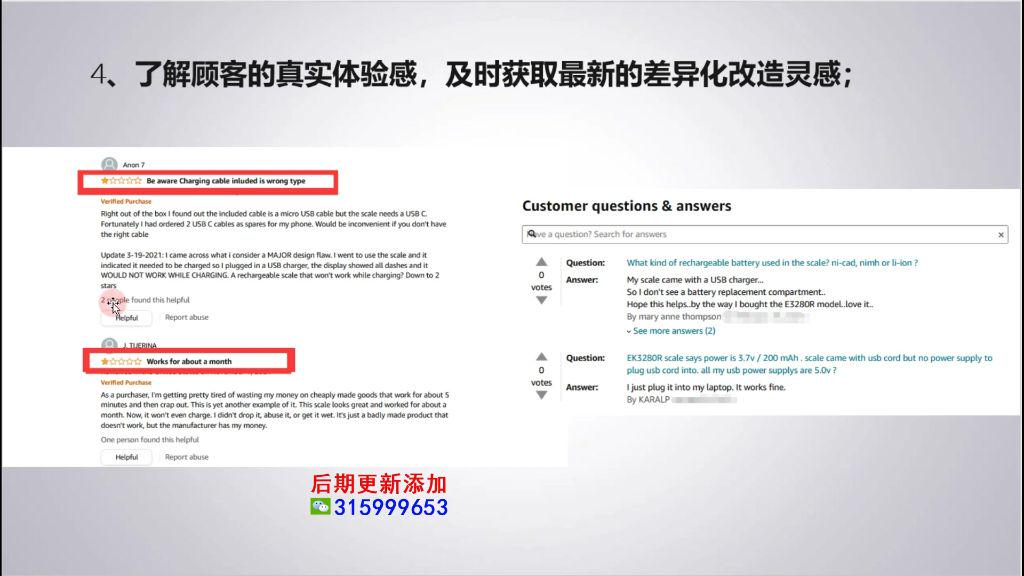 4、了解顾客的真实体验感，及时获取最新的差异化改造灵感；
Anon 7
Be aware Charging cable inluded is wrong type
Verified Purchase
Right out of the box I found out the included cable is a micro USB cable but the scale needs a USB C.
Fortunately I had ordered 2 USB C cables as spares for my phone. Would be inconvenient if you don't have
the right cable
Update 3-19-2021: I came across what i consider a MAJOR design flaw. I went to use the scale and it
indicated it needed to be charged so I plugged in a USB charger, the display showed all dashes and it
WOULD NOT WORK WHILE CHARGING. A rechargeable scale that won't work while charging? Down to 2
stars
2 people found this helpful
Helpful
Report abuse
J. TIJERINA
Works for about a month
Verified Purchase
As a purchaser, I'm getting pretty tired of wasting my money on cheaply made goods that work for about 5
minutes and then crap out. This is yet another example of it. This scale looks great and worked for about a
month. Now, it won't even charge. I didn't drop it, abuse it, or get it wet. It's just a badly made product that
doesn't work, but the manufacturer has my money.
One person found this helpful
Helpful
Report abuse
Customer questions & answers
Have a question? Search for answers
0
votes
Question:
What kind of rechargeable battery used in the scale? ni-cad, nimh or li-ion ?
Answer:
My scale came with a USB charger...
So I don't see a battery replacement compartment..
Hope this helps..by the way I bought the E3280R model..love it..
By mary anne thompson
See more answers (2)
0
votes
Question:
EK3280R scale says power is 3.7v / 200 mAh . scale came with usb cord but no power supply to
plug usb cord into. all my usb power supplys are 5.0v ?
Answer:
I just plug it into my laptop. It works fine.
By KARALP
后期更新添加
315999653